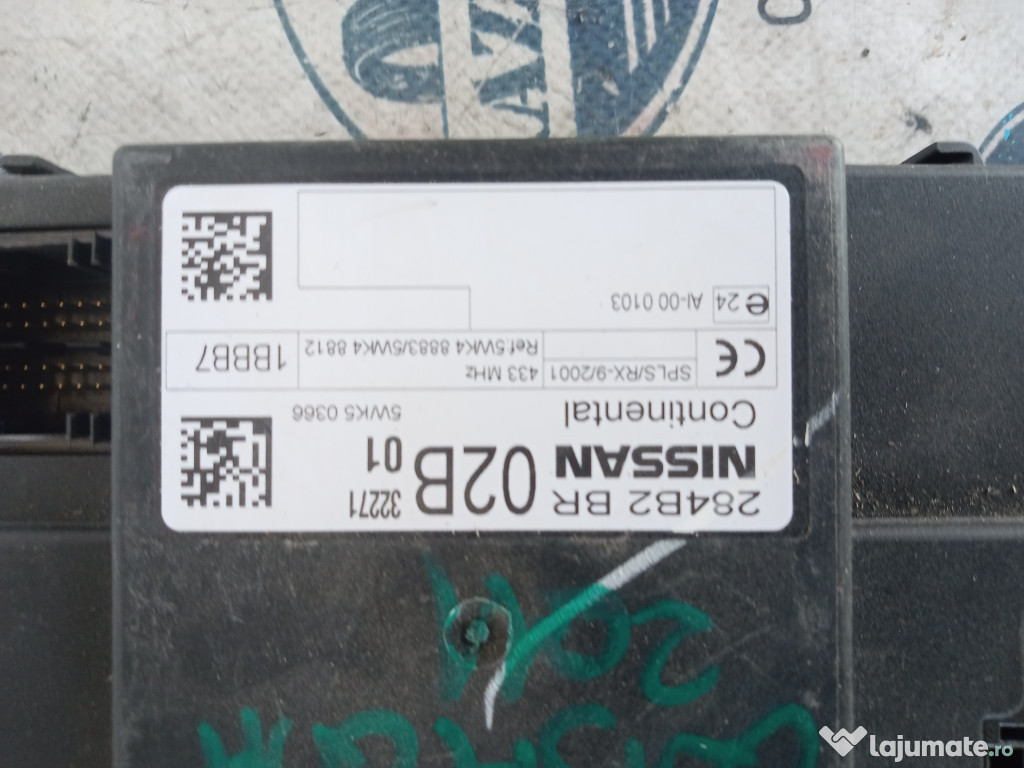 284B2 BR
NISSAN
02B
32271
01
Continental
5WK5 0366
CE
SPLS/RX-9/2001
433 MHz
Ref.5WK4 8883/5WK4 8812
1BBB7
e24
AI-00 0103
lajumate.ro